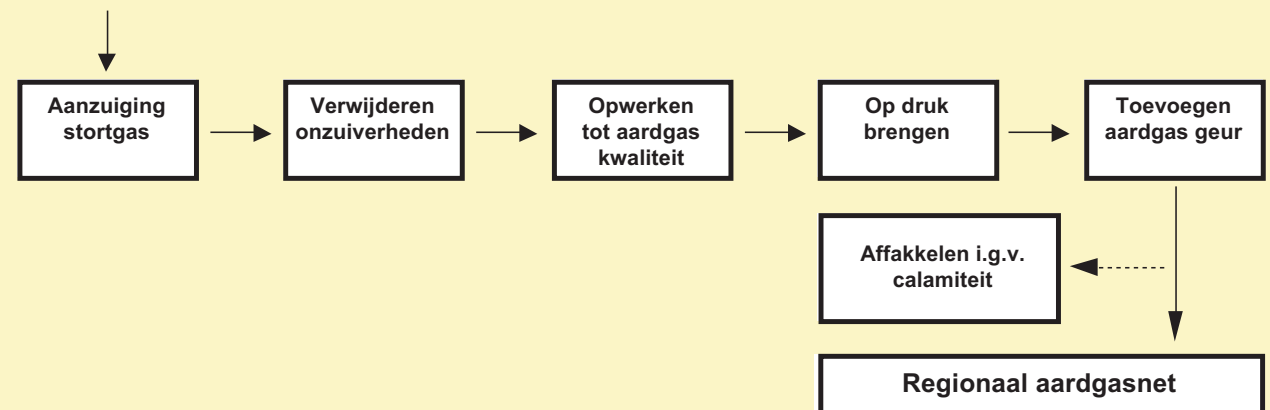 Aanzuiging
stortgas
Verwijderen
onzuiverheden
Opwerken
tot aardgas
kwaliteit
Op druk
brengen
Toevoegen
aardgas geur
Affakkelen i.g.v.
calamiteit
Regionaal aardgasnet